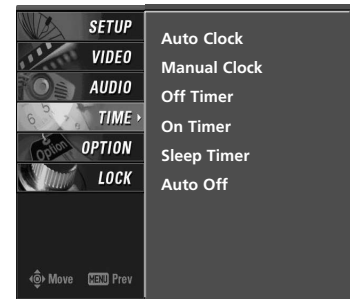 SETUP
VIDEO
AUDIO
TIME
OPTION
LOCK
Auto Clock
Manual Clock
Off Timer
On Timer
Sleep Timer
Auto Off
Move MENU Prev